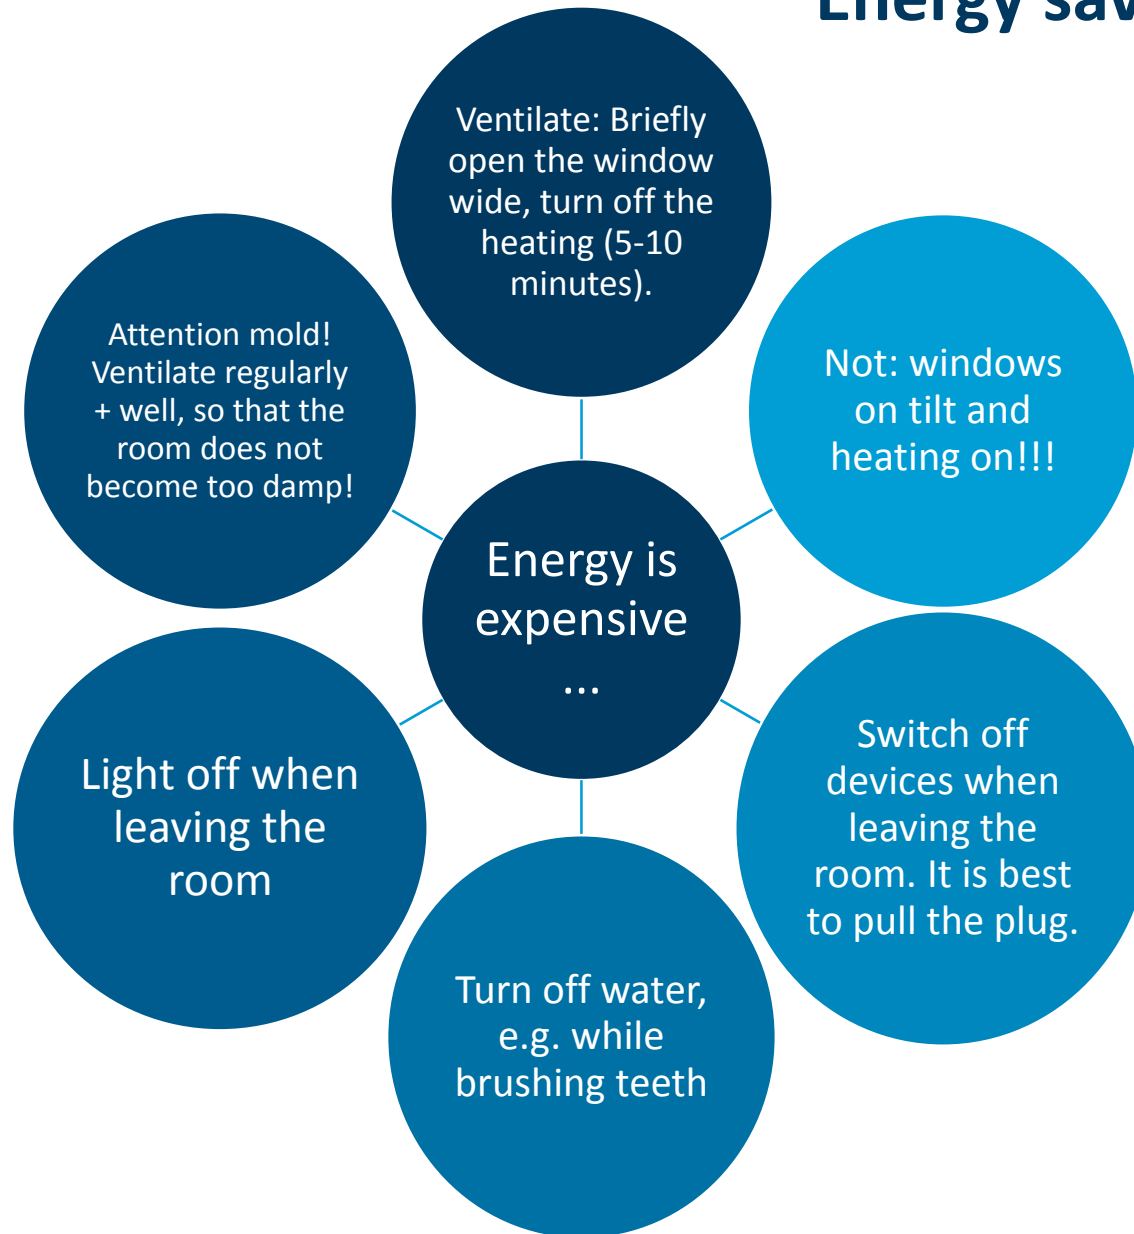 Energy sav
Ventilate: Briefly
open the window
wide, turn off the
heating (5-10
minutes).
Not: windows
on tilt and
heating on!!!
Switch off
devices when
leaving the
room. It is best
to pull the plug.
Turn off water,
e.g. while
brushing teeth
Light off when
leaving the
room
Attention mold!
Ventilate regularly
+ well, so that the
room does not
become too damp!
Energy is
expensive
...